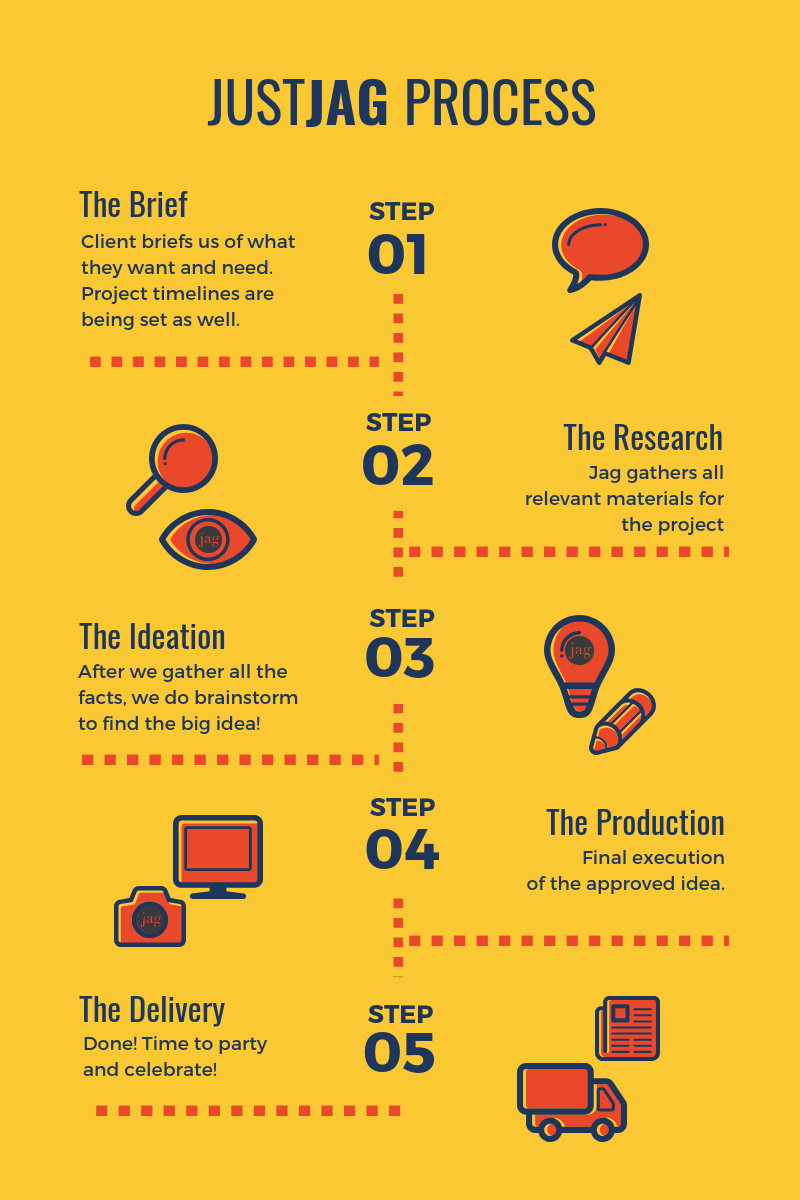 JUSTJAG PROCESS
The Brief
Client briefs us of what
they want and need.
Project timelines are
being set as well.
STEP
01
STEP
02
jag
The Research
Jag gathers all
relevant materials for
the project
The Ideation
After we gather all the
facts, we do brainstorm
to find the big idea!
STEP
03
jag
STEP
04
jag
The Production
Final execution
of the approved idea.
The Delivery
Done! Time to party
and celebrate!
STEP
05